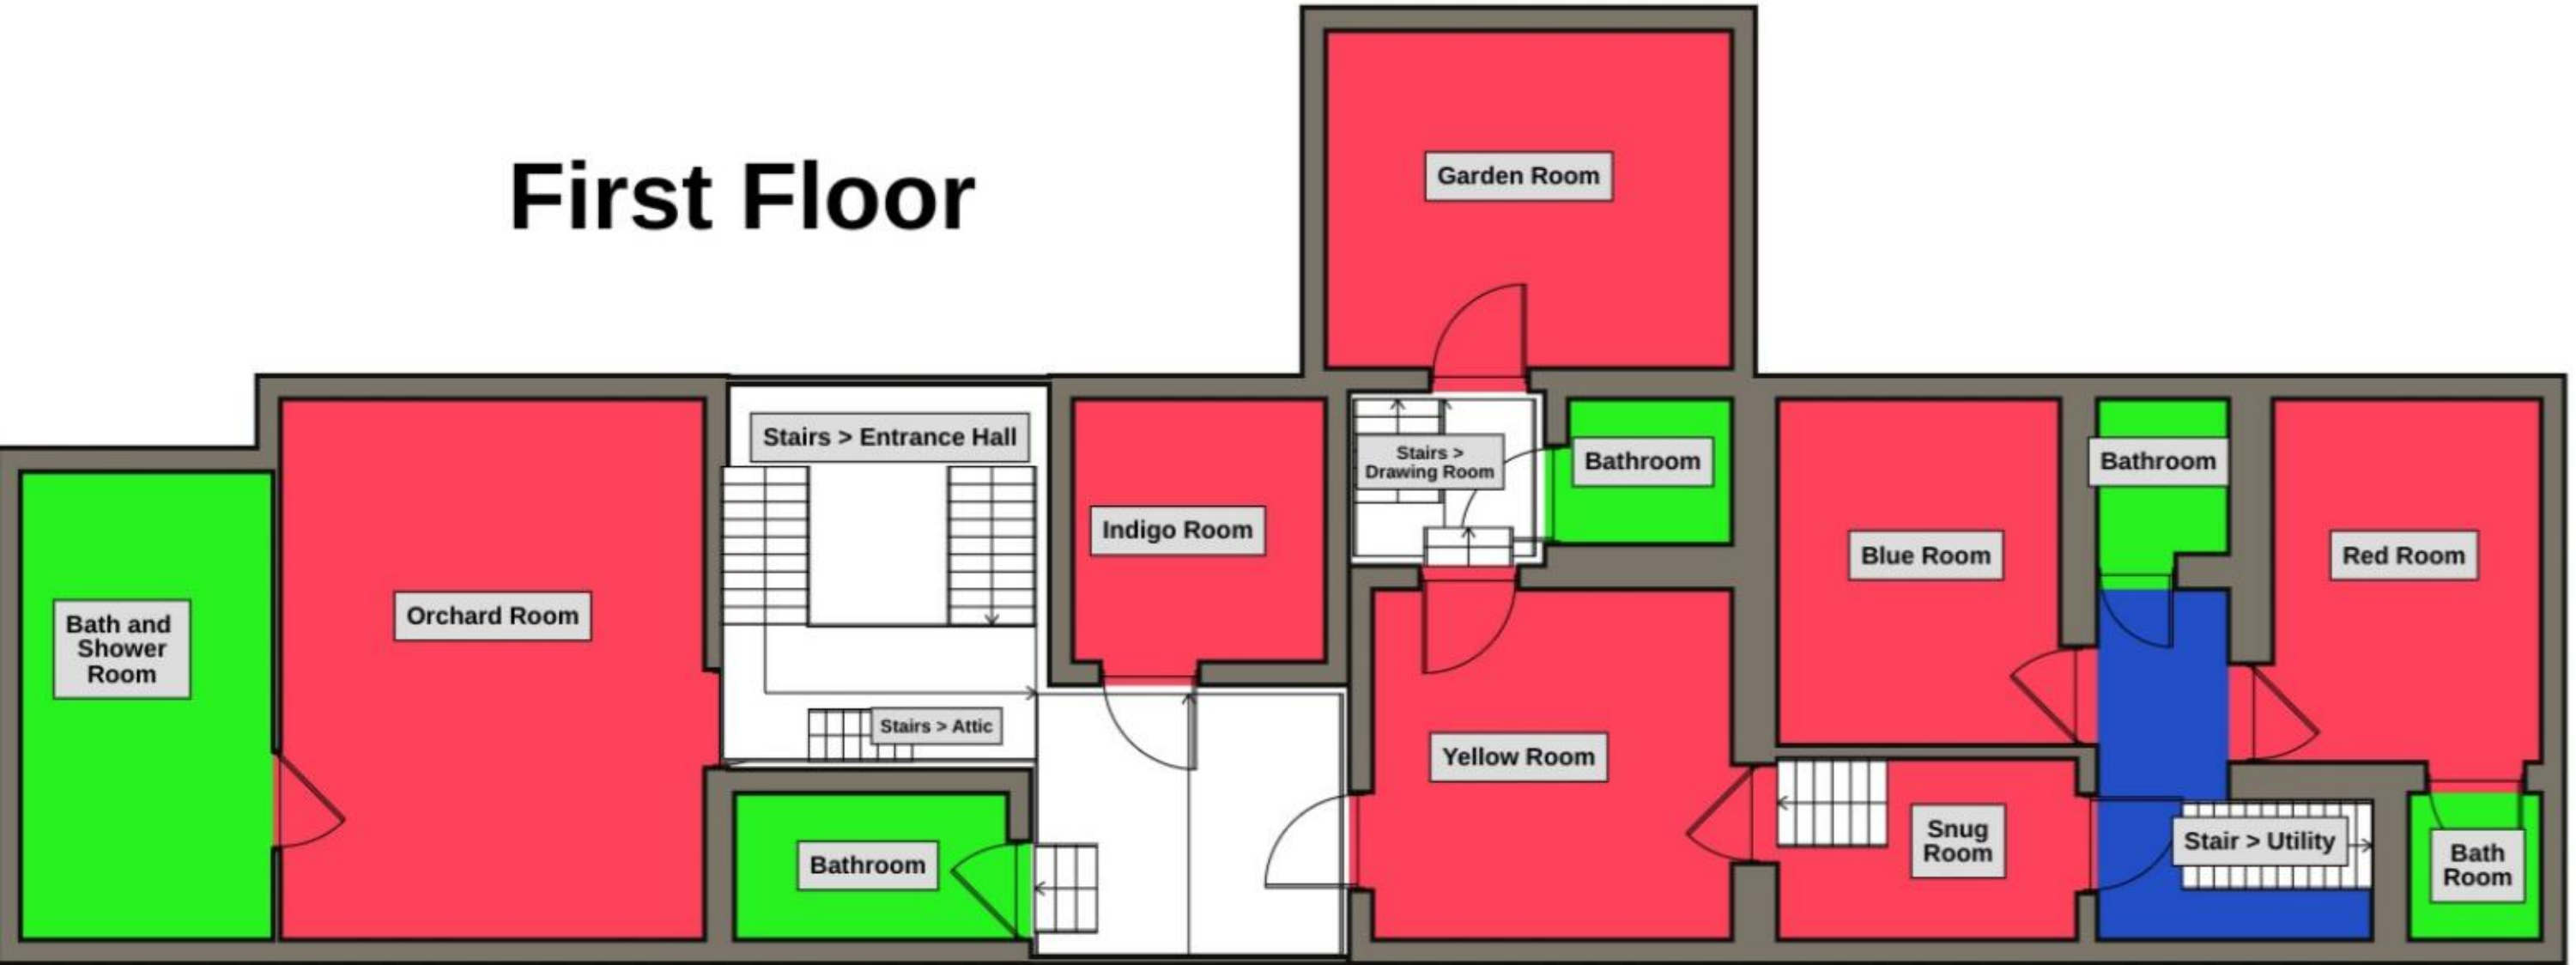 First Floor
Garden Room
Stairs > Entrance Hall
Stairs >
Drawing Room
Bathroom
Bathroom
Indigo Room
Blue Room
Red Room
Orchard Room
Bath and
Shower
Room
Stairs > Attic
Yellow Room
Bathroom
Snug
Room
Stair > Utility
Bath
Room